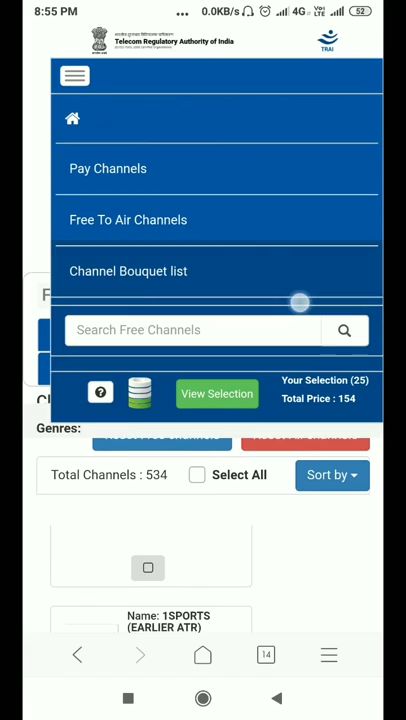 8:55 PM
... 0.0KB/s 4G Vo LTE 52
Telecom Regulatory Authority of India
TRAI
Pay Channels
Free To Air Channels
Channel Bouquet list
Search Free Channels
View Selection
Your Selection (25)
Total Price : 154
Genres:
Total Channels : 534
Select All
Sort by
Name: 1SPORTS
(EARLIER ATR)
14